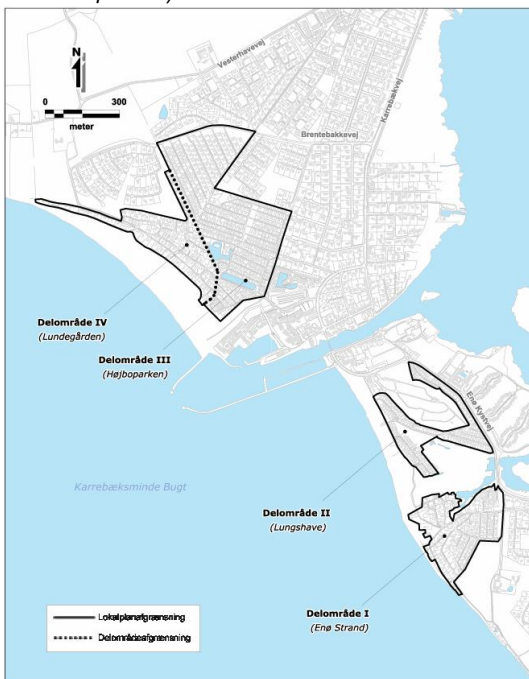 N
0 300
meter
Vesterhavevej
Karrebækvej
Brentebakkevej
Delområde IV
(Lundegården)
Delområde III
(Højboparken)
Enø Kystvej
Karrebæksminde Bugt
Delområde II
(Lungshave)
Delområde I
(Enø Strand)
Lokalplanafgrænsning
Delområdeafgrænsning